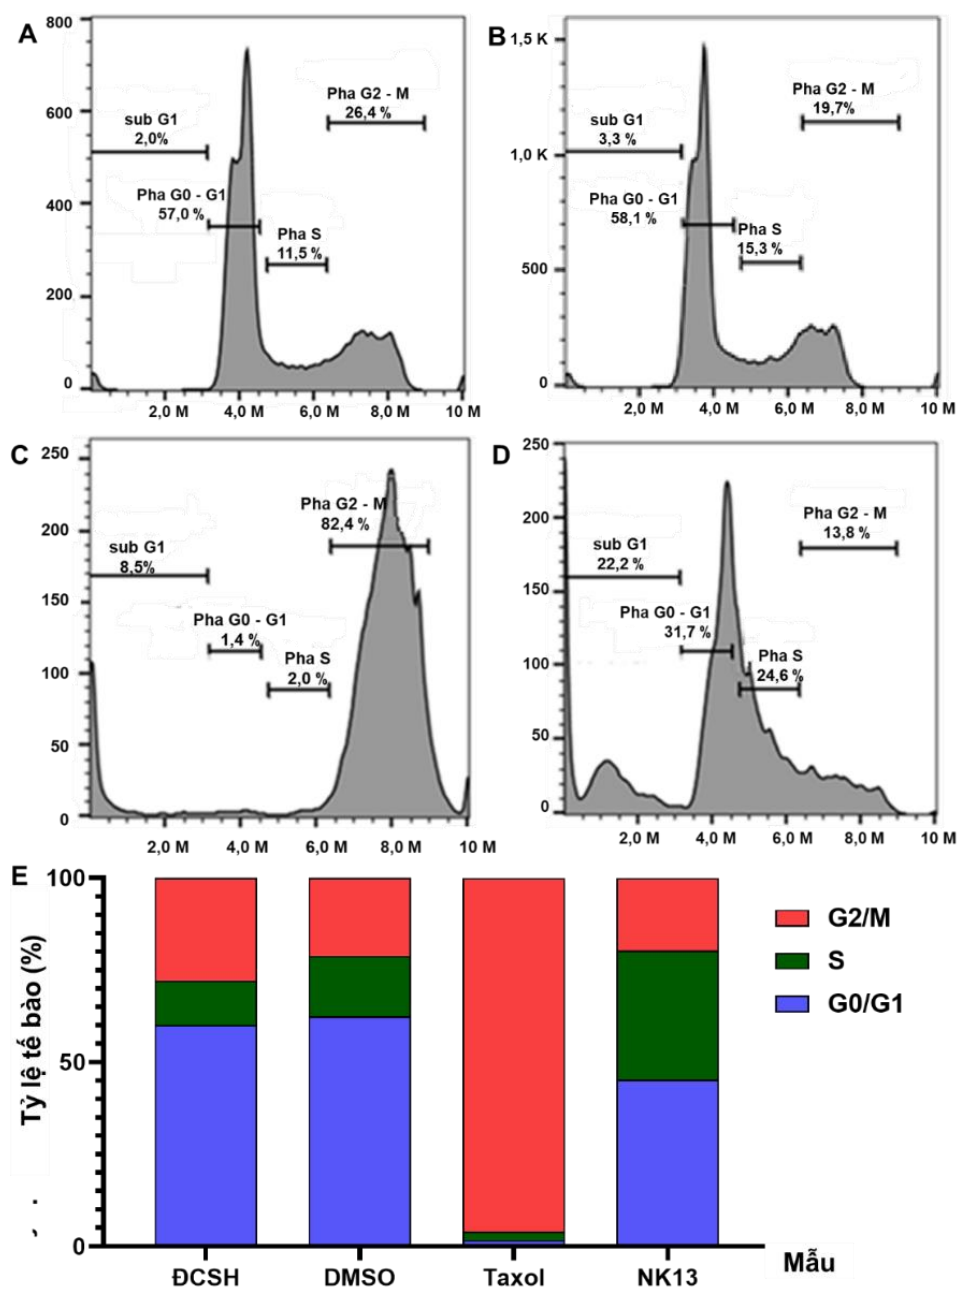 A
800
600
400
200
0
sub G1
2,0%
Pha G0 - G1
57,0 %
Pha S
11,5 %
Pha G2 - M
26,4 %
2,0 M 4,0 M 6,0 M 8,0 M 10 M
B
1,5 K
1,0 K
500
0
sub G1
3,3 %
Pha G0 - G1
58,1 %
Pha S
15,3 %
Pha G2 - M
19,7%
2,0 M 4,0 M 6,0 M 8,0 M 10 M
C
250
200
150
100
50
0
sub G1
8,5%
Pha G0 - G1
1,4 %
Pha S
2,0 %
Pha G2 - M
82,4 %
2,0 M 4,0 M 6,0 M 8,0 M 10 M
D
250
200
150
100
50
0
sub G1
22,2 %
Pha G0 - G1
31,7 %
Pha S
24,6 %
Pha G2 - M
13,8 %
2,0 M 4,0 M 6,0 M 8,0 M 10 M
E
Tỷ lệ tế bào (%)
100
50
0
G2/M
S
G0/G1
ĐCSH DMSO Taxol NK13
Mẫu